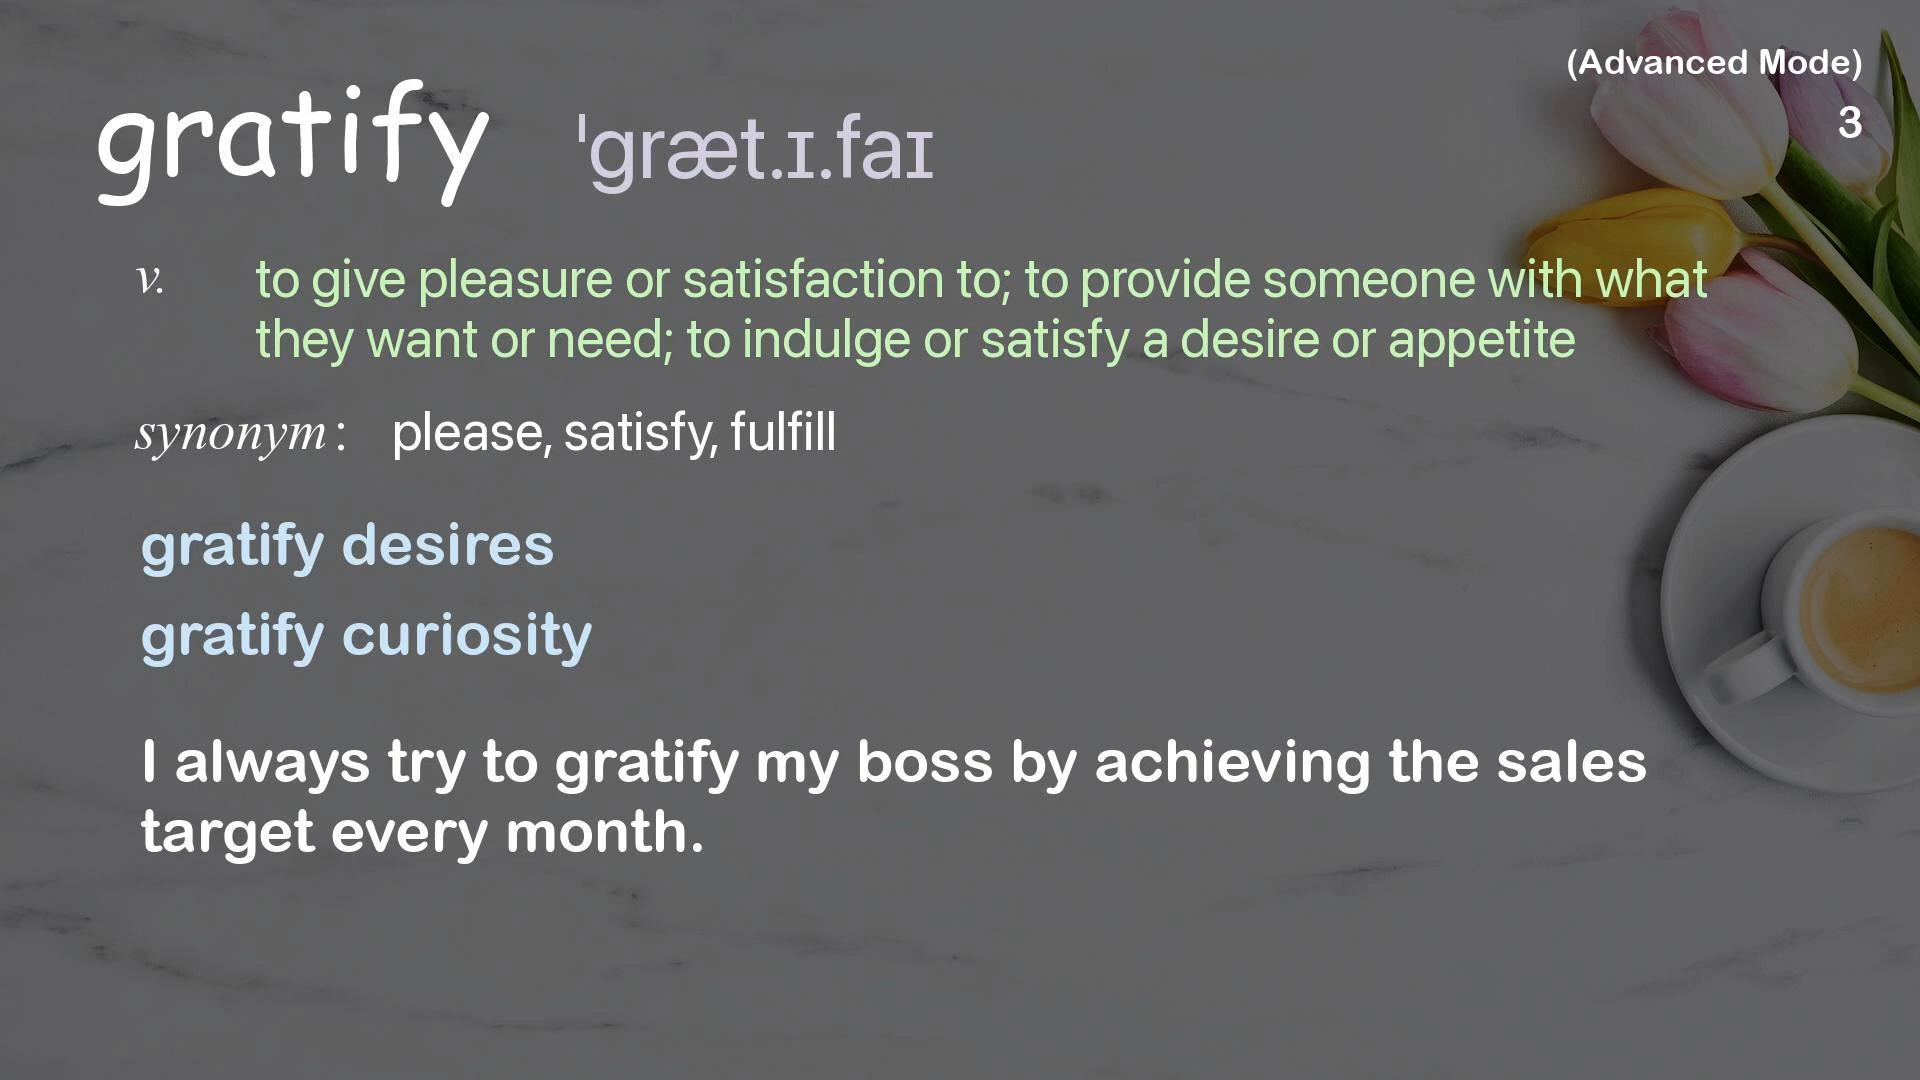 (Advanced Mode)
3
gratify ˈɡræt.ɪ.faɪ
v. to give pleasure or satisfaction to; to provide someone with what
they want or need; to indulge or satisfy a desire or appetite
synonym: please, satisfy, fulfill
gratify desires
gratify curiosity
I always try to gratify my boss by achieving the sales
target every month.